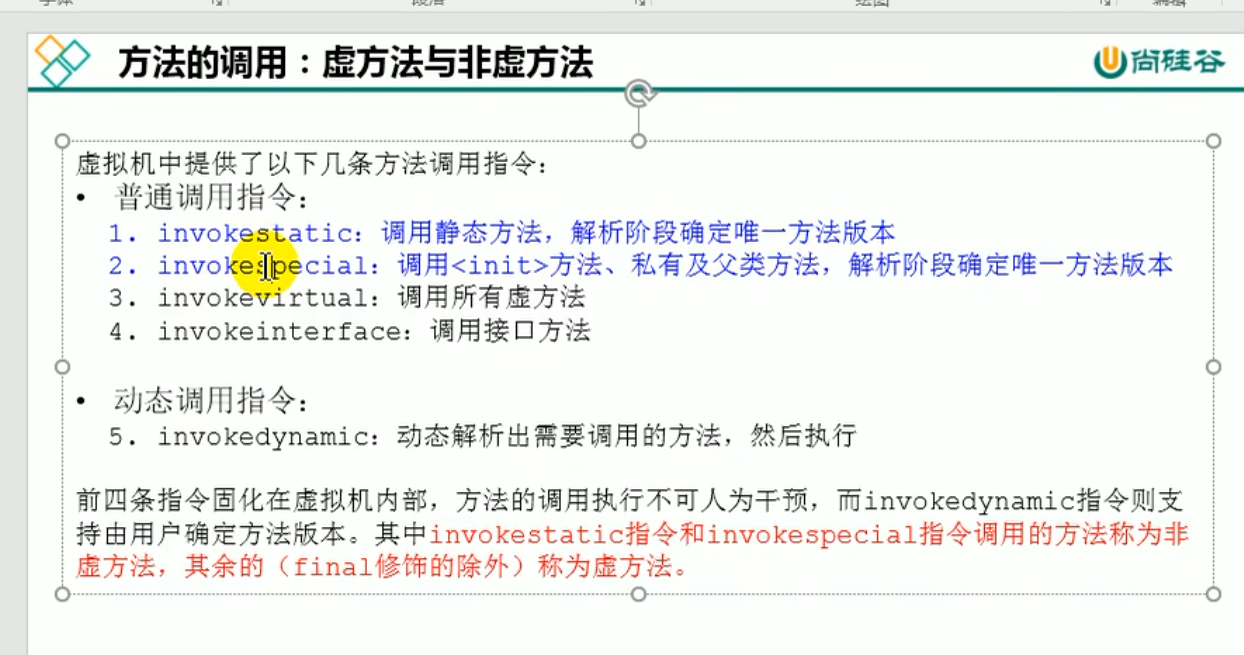 字体
段落
绘图
编辑
方法的调用：虚方法与非虚方法
尚硅谷
虚拟机中提供了以下几条方法调用指令：
• 普通调用指令：
1. invokestatic：调用静态方法，解析阶段确定唯一方法版本
2. invokespecial：调用<init>方法、私有及父类方法，解析阶段确定唯一方法版本
3. invokevirtual：调用所有虚方法
4. invokeinterface：调用接口方法
• 动态调用指令：
5. invokedynamic：动态解析出需要调用的方法，然后执行
前四条指令固化在虚拟机内部，方法的调用执行不可人为干预，而invokedynamic指令则支
持由用户确定方法版本。其中invokestatic指令和invokespecial指令调用的方法称为非
虚方法，其余的（final修饰的除外）称为虚方法。